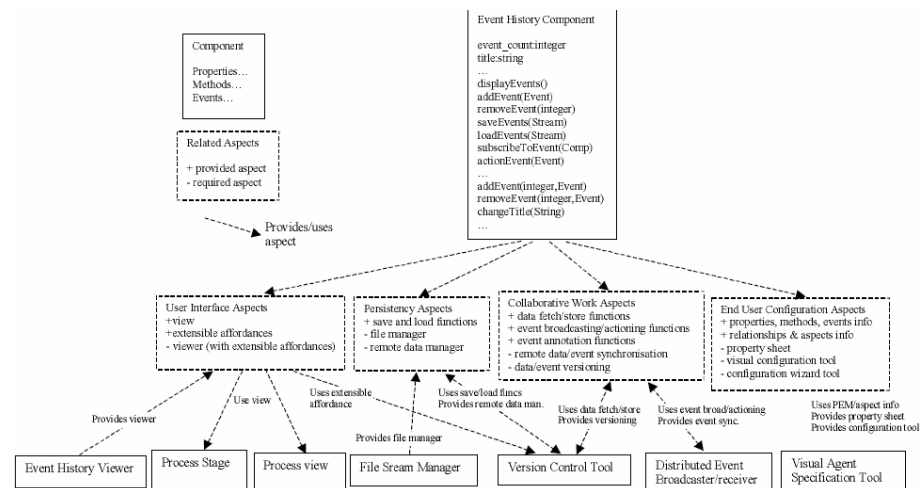 Component
Properties…
Methods…
Events…
Related Aspects
+ provided aspect
- required aspect
Provides/uses
aspect
Event History Component
event_count:integer
title:string
…
displayEvents()
addEvent(Event)
removeEvent(integer)
saveEvents(Stream)
loadEvents(Stream)
subscribeToEvent(Comp)
actionEvent(Event)
…
addEvent(integer,Event)
removeEvent(integer,Event)
changeTitle(String)
…
User Interface Aspects
+view
+extensible affordances
- viewer (with extensible affordances)
Persistency Aspects
+ save and load functions
- file manager
- remote data manager
Collaborative Work Aspects
+ data fetch/store functions
+ event broadcasting/actioning functions
+ event annotation functions
- remote data/event synchronisation
- data/event versioning
End User Configuration Aspects
+ properties, methods, events info
+ relationships & aspects info
- property sheet
- visual configuration tool
- configuration wizard tool
Provides viewer
Use view
Uses extensible
affordance
Provides file manager
Uses save/load funcs
Provides remote data man.
Uses data fetch/store
Provides versioning
Uses event broad/actioning
Provides event sync.
Uses PEM/aspect info
Provides property sheet
Provides configuration tool
Event History Viewer
Process Stage
Process view
File Sream Manager
Version Control Tool
Distributed Event
Broadcaster/receiver
Visual Agent
Specification Tool